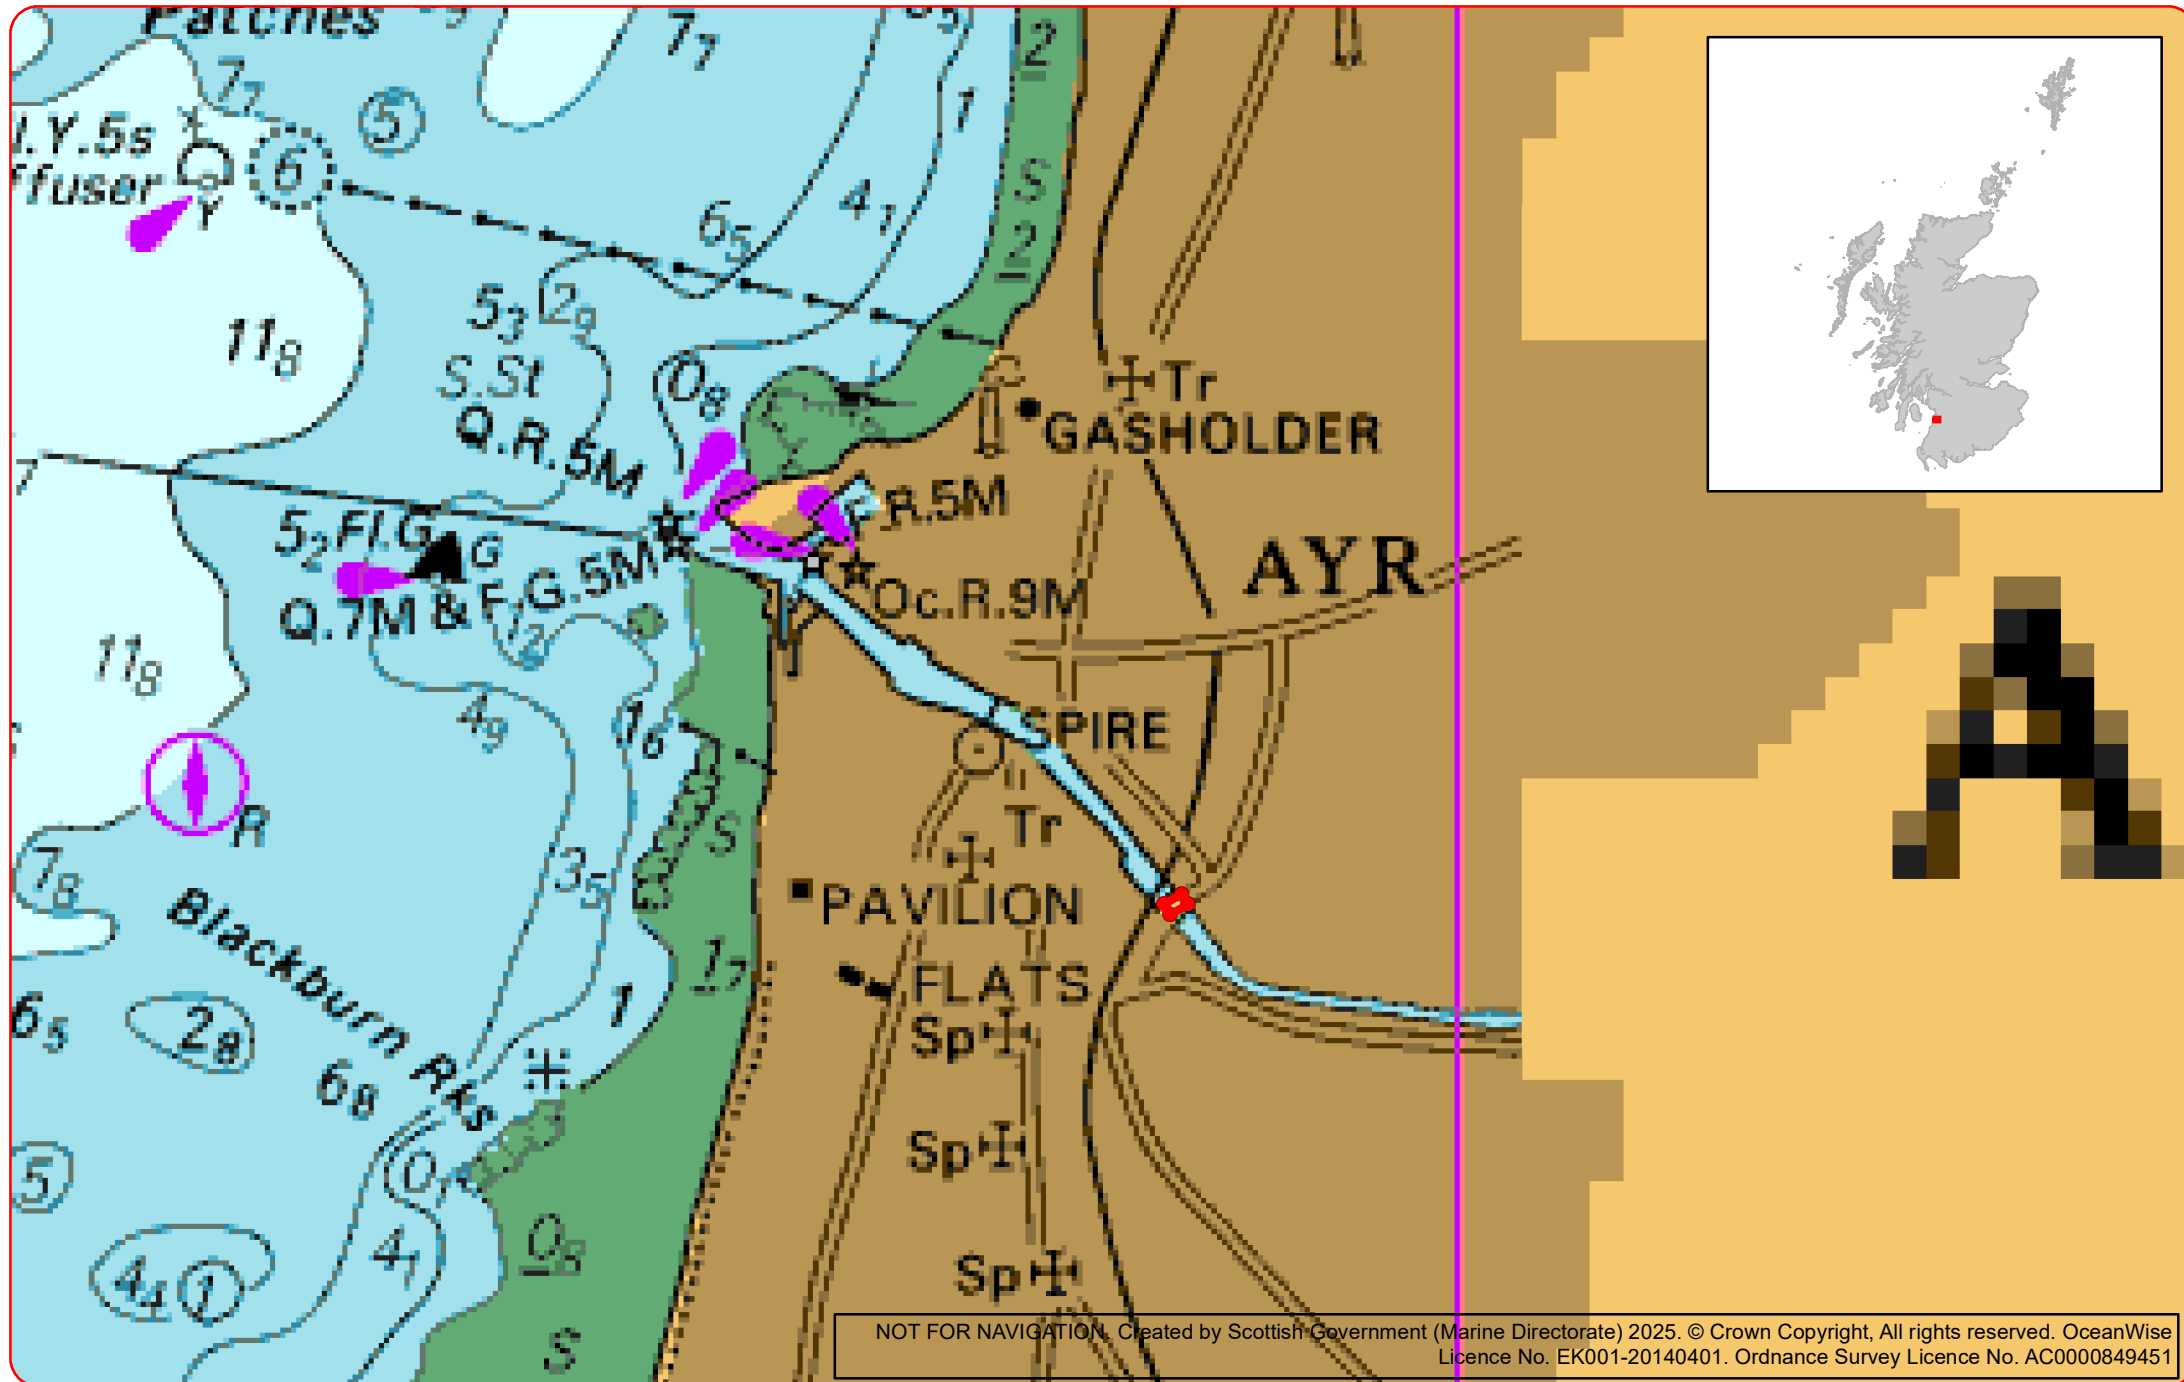 Patches
7₁
2
7₇
5
1
I.Y.5s
ffuser
6
Y
S
4₁
6₅
2
5₃
2₉
11₈
S.St
0₈
Tr
GASHOLDER
Q.R.5M
F.R.5M
7
5₂
Fl.G
G
AYR
Q.7M & F.G.5M
Oc.R.9M
11₈
4₉
1₆
SPIRE
R
S
Tr
7₈
3₅
PAVILION
A
Blackburn Rks
1₇
FLATS
6₅
2₈
1
Sp
6₈
5
Sp
4₁
0₈
4₄
1
Sp
S
NOT FOR NAVIGATION. Created by Scottish Government (Marine Directorate) 2025. © Crown Copyright, All rights reserved. OceanWise
Licence No. EK001-20140401. Ordnance Survey Licence No. AC0000849451